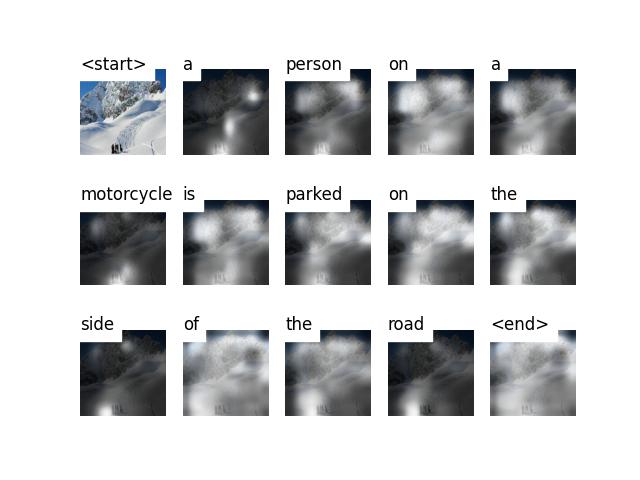 <start> a person on a
motorcycle is parked on the
side of the road <end>